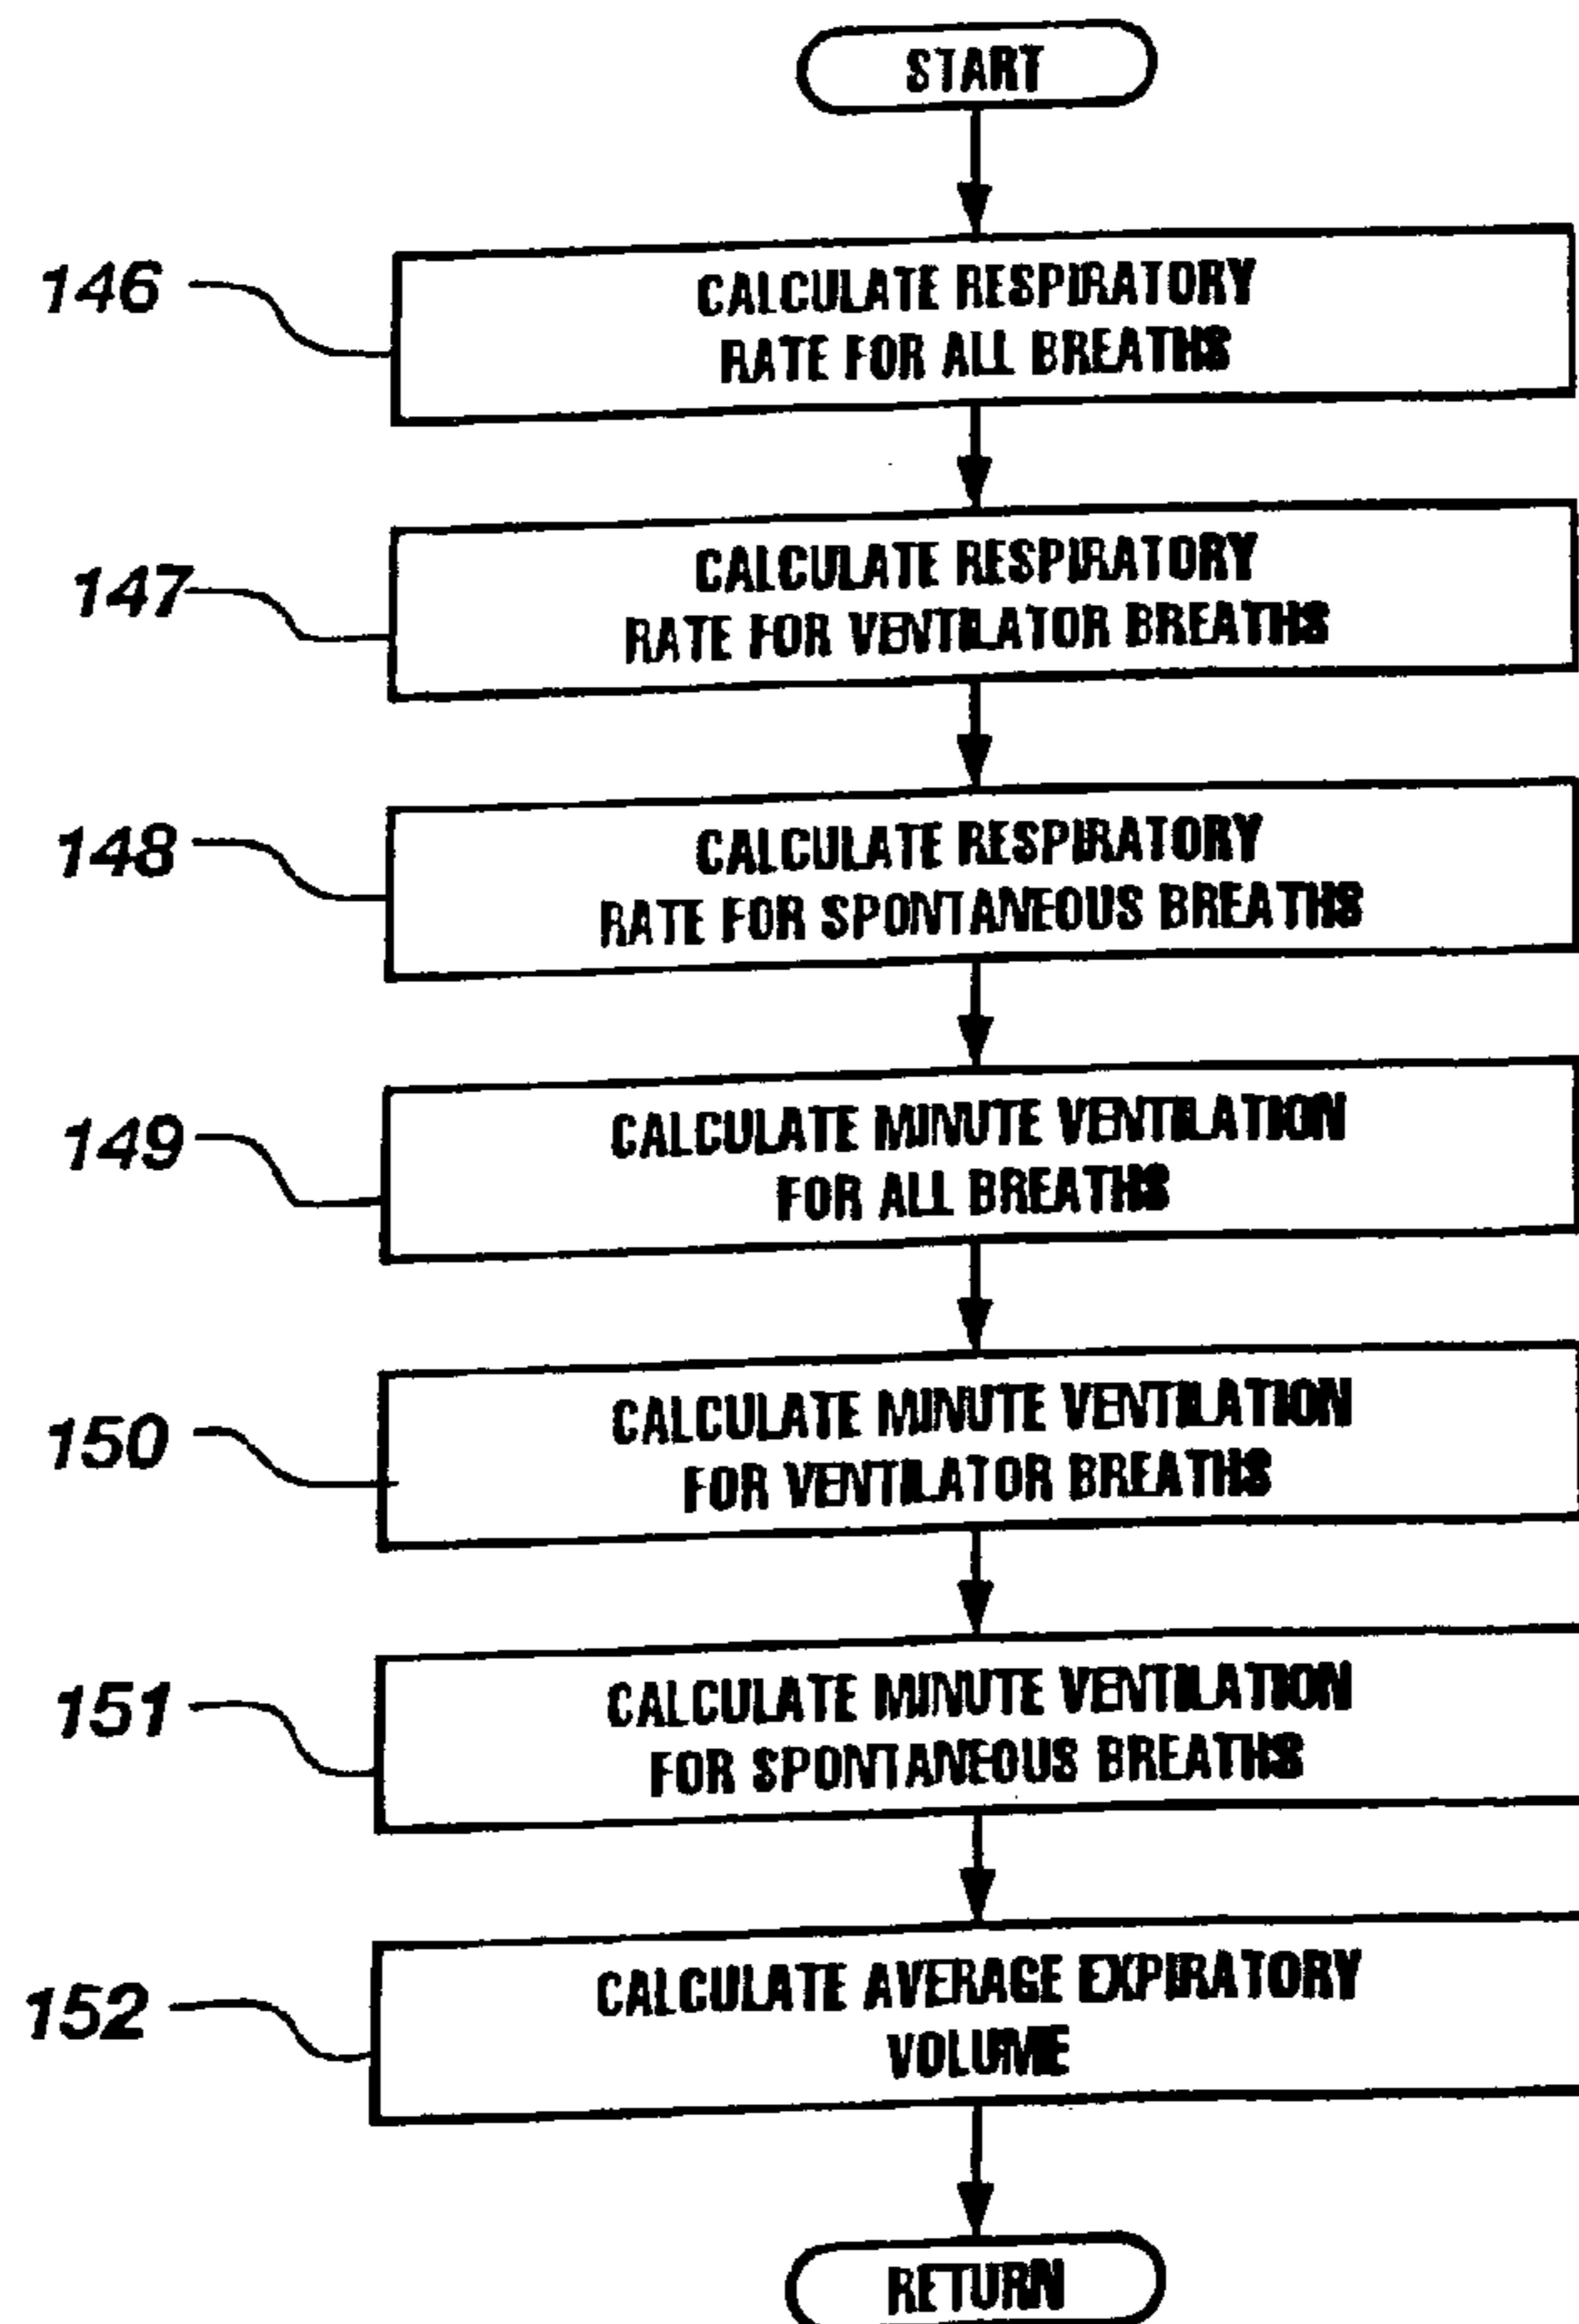 START
146
CALCULATE RESPIRATORY
RATE FOR ALL BREATHS
147
CALCULATE RESPIRATORY
RATE FOR VENTILATOR BREATHS
148
CALCULATE RESPIRATORY
RATE FOR SPONTANEOUS BREATHS
149
CALCULATE MINUTE VENTILATION
FOR ALL BREATHS
150
CALCULATE MINUTE VENTILATION
FOR VENTILATOR BREATHS
151
CALCULATE MINUTE VENTILATION
FOR SPONTANEOUS BREATHS
152
CALCULATE AVERAGE EXPIRATORY
VOLUME
RETURN